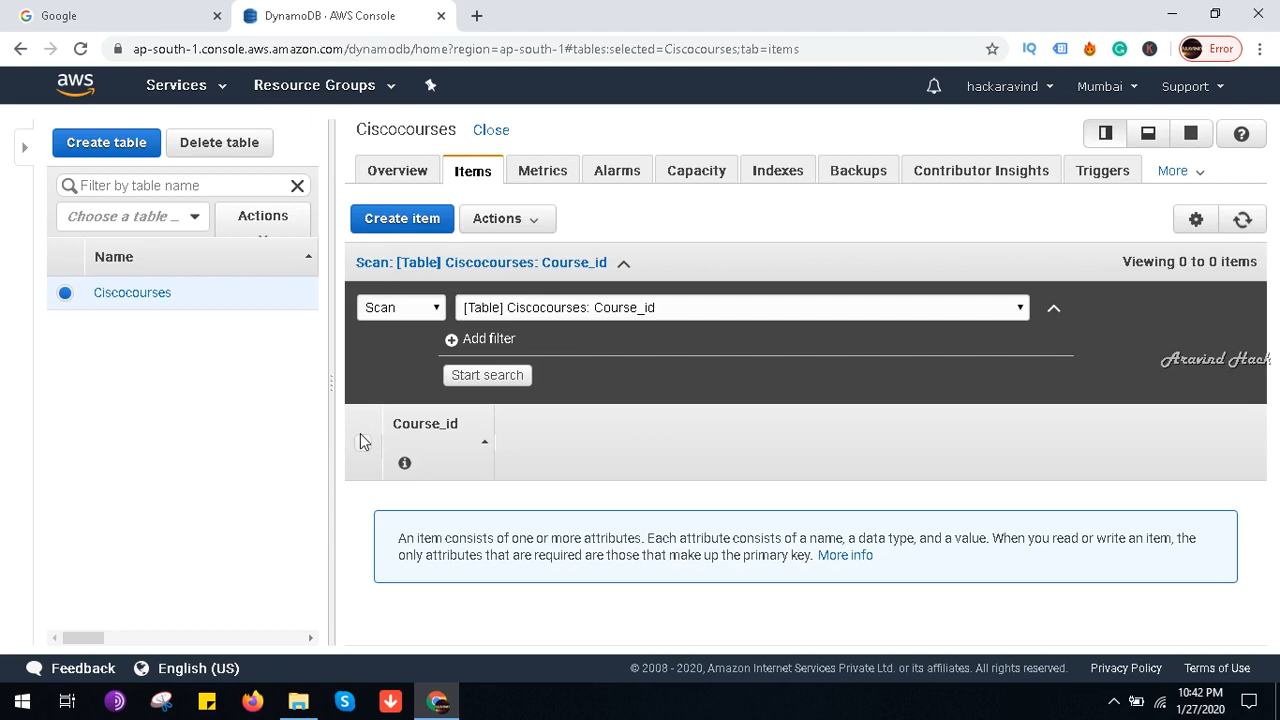 Google
DynamoDB · AWS Console
ap-south-1.console.aws.amazon.com/dynamodb/home?region=ap-south-1#tables:selected=Ciscocourses;tab=items
Error
aws
Services
Resource Groups
hackaravind
Mumbai
Support
Create table
Delete table
Filter by table name
Choose a table ...
Actions
Name
Ciscocourses
Ciscocourses
Close
Overview
Items
Metrics
Alarms
Capacity
Indexes
Backups
Contributor Insights
Triggers
More
Create item
Actions
Scan: [Table] Ciscocourses: Course_id
Viewing 0 to 0 items
Scan
[Table] Ciscocourses: Course_id
Add filter
Start search
Aravind Hack
Course_id
An item consists of one or more attributes. Each attribute consists of a name, a data type, and a value. When you read or write an item, the
only attributes that are required are those that make up the primary key. More info
Feedback
English (US)
© 2008 - 2020, Amazon Internet Services Private Ltd. or its affiliates. All rights reserved.
Privacy Policy
Terms of Use
10:42 PM
1/27/2020